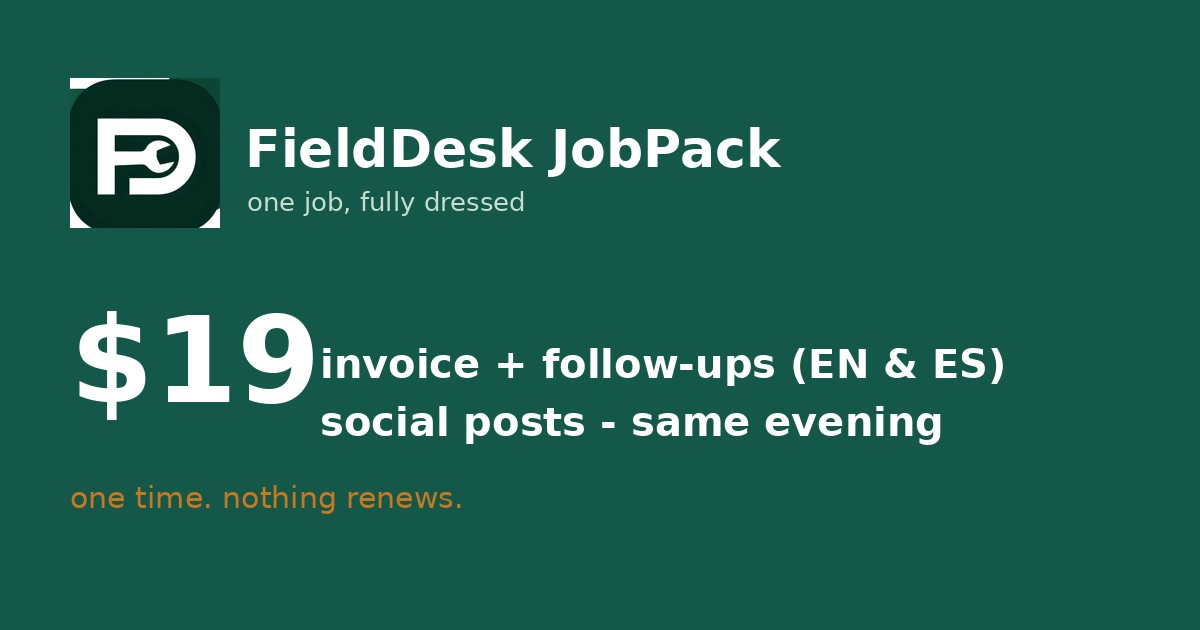 FieldDesk JobPack
one job, fully dressed
$19
invoice + follow-ups (EN & ES)
social posts - same evening
one time. nothing renews.